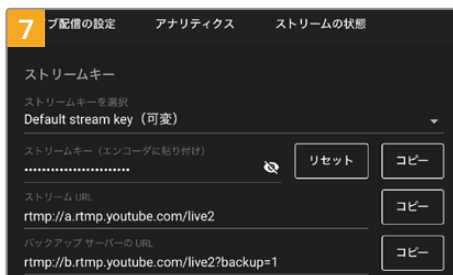 7
イブ配信の設定 アナリティクス ストリームの状態
ストリームキー
ストリームキーを選択
Default stream key（可変）
ストリームキー（エンコーダに貼り付け）
••••••••••••••••••••••••
リセット コピー
ストリーム URL
rtmp://a.rtmp.youtube.com/live2
コピー
バックアップ サーバーの URL
rtmp://b.rtmp.youtube.com/live2?backup=1
コピー